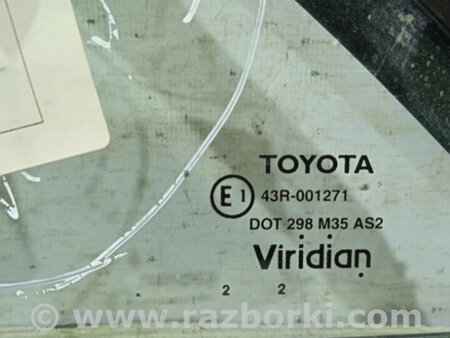 TOYOTA
E1 43R-001271
DOT 298 M35 AS2
Viridian
2 2
© www.razborki.com